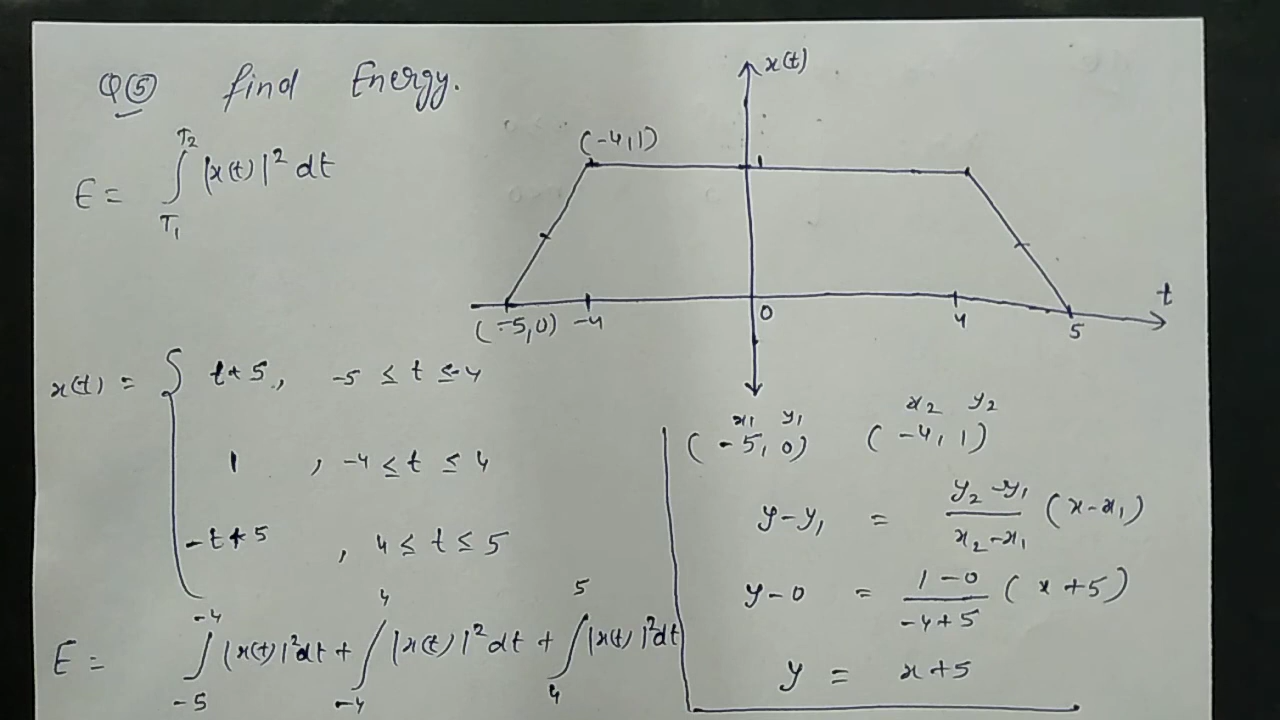 Q⑤ find Energy.
E = ∫_{T1}^{T2} |x(t)|² dt
x(t)
(-4,1)
1
(-5,0) -4 0 4 5 t
x(t) = { t+5, -5 ≤ t ≤ -4
1 , -4 ≤ t ≤ 4
-t+5 , 4 ≤ t ≤ 5
E = ∫_{-5}^{-4} |x(t)|² dt + ∫_{-4}^{4} |x(t)|² dt + ∫_{4}^{5} |x(t)|² dt
x1 y1 x2 y2
(-5, 0) (-4, 1)
y-y1 = \frac{y2-y1}{x2-x1} (x-x1)
y-0 = \frac{1-0}{-4+5} (x+5)
y = x+5